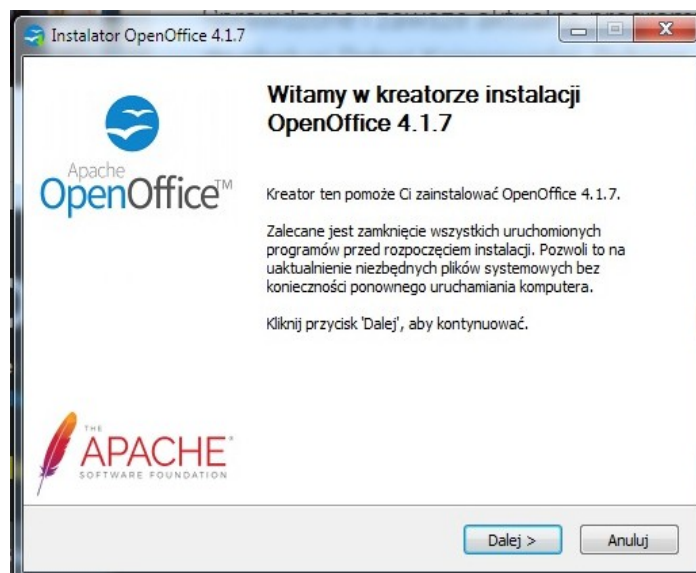 Instalator OpenOffice 4.1.7
Witamy w kreatorze instalacji
OpenOffice 4.1.7
Apache
OpenOffice™
Kreator ten pomoże Ci zainstalować OpenOffice 4.1.7.
Zalecane jest zamknięcie wszystkich uruchomionych
programów przed rozpoczęciem instalacji. Pozwoli to na
uaktualnienie niezbędnych plików systemowych bez
konieczności ponownego uruchamiania komputera.
Kliknij przycisk 'Dalej', aby kontynuować.
THE
APACHE
SOFTWARE FOUNDATION
Dalej >
Anuluj